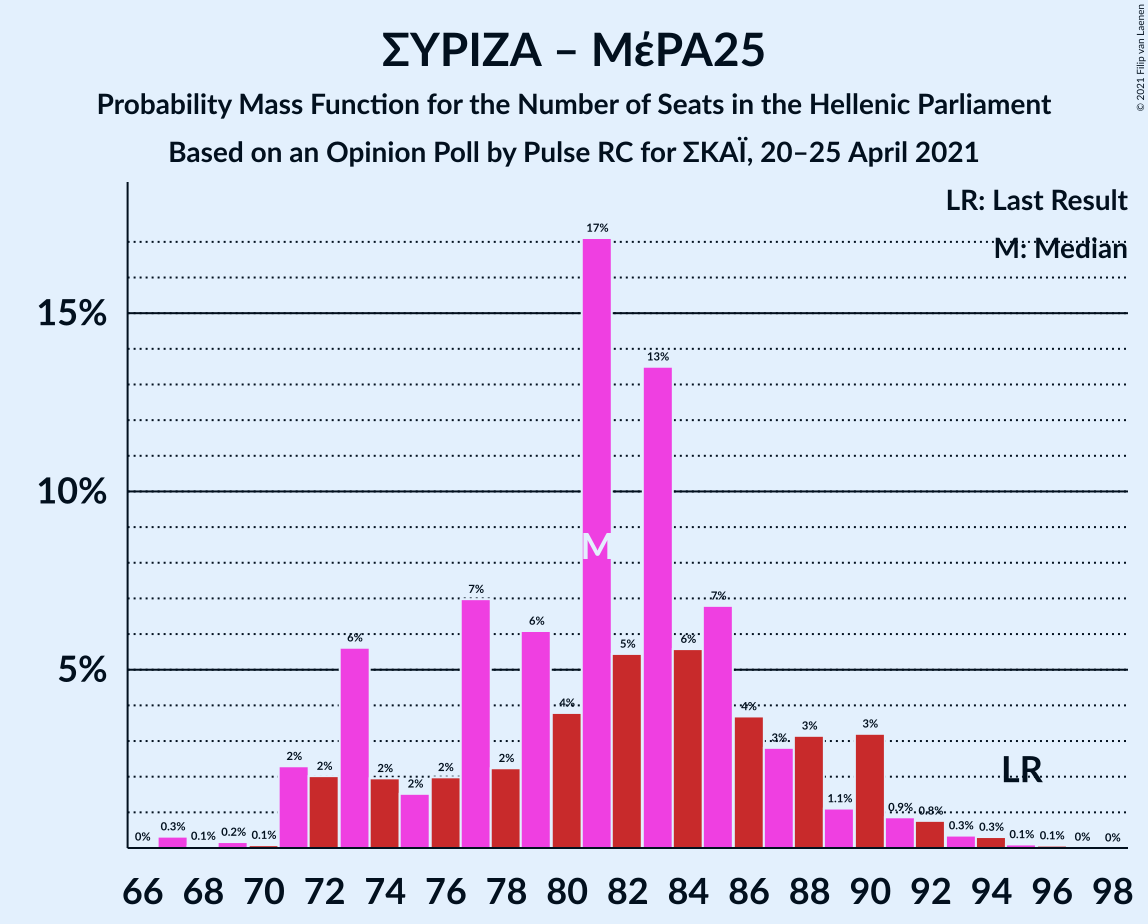 ΣΥΡΙΖΑ – ΜέΡΑ25
Probability Mass Function for the Number of Seats in the Hellenic Parliament
Based on an Opinion Poll by Pulse RC for ΣΚΑΪ, 20–25 April 2021
© 2021 Filip van Laenen
LR: Last Result
M: Median
15%
10%
5%
0% 0.3% 0.1% 0.2% 0.1% 2% 2% 6% 2% 2% 2% 7% 2% 6% 4% 17% 5% 13% 6% 7% 4% 3% 3% 1.1% 3% 0.9% 0.8% 0.3% 0.3% 0.1% 0.1% 0% 0%
M
LR
66 68 70 72 74 76 78 80 82 84 86 88 90 92 94 96 98